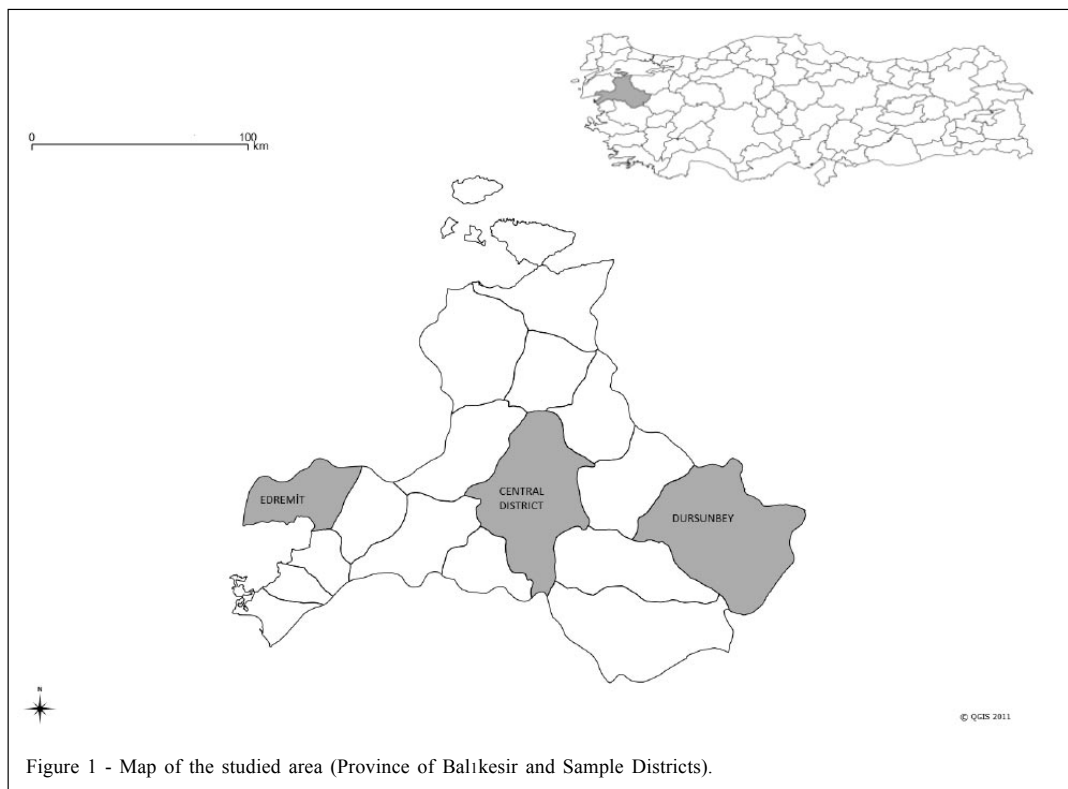 0
100
km
EDREMİT
CENTRAL
DISTRICT
DURSUNBEY
N
© QGIS 2011
Figure 1 - Map of the studied area (Province of Balıkesir and Sample Districts).